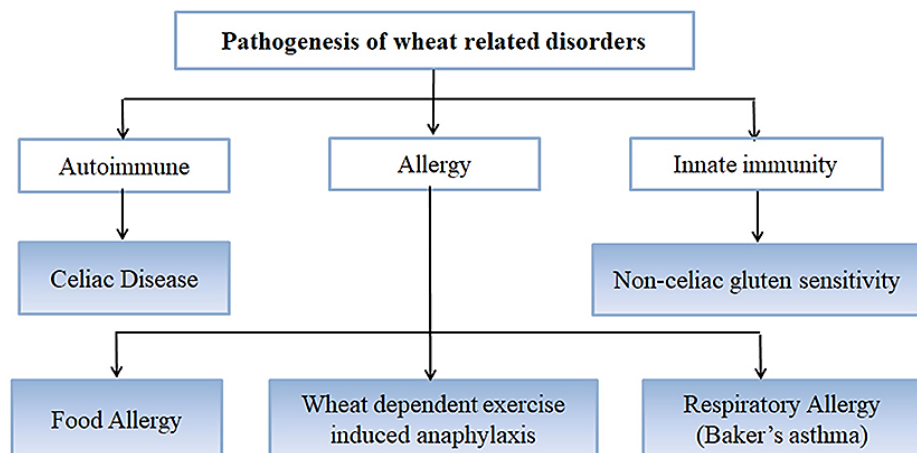 Pathogenesis of wheat related disorders
Autoimmune
Allergy
Innate immunity
Celiac Disease
Non-celiac gluten sensitivity
Food Allergy
Wheat dependent exercise
induced anaphylaxis
Respiratory Allergy
(Baker’s asthma)